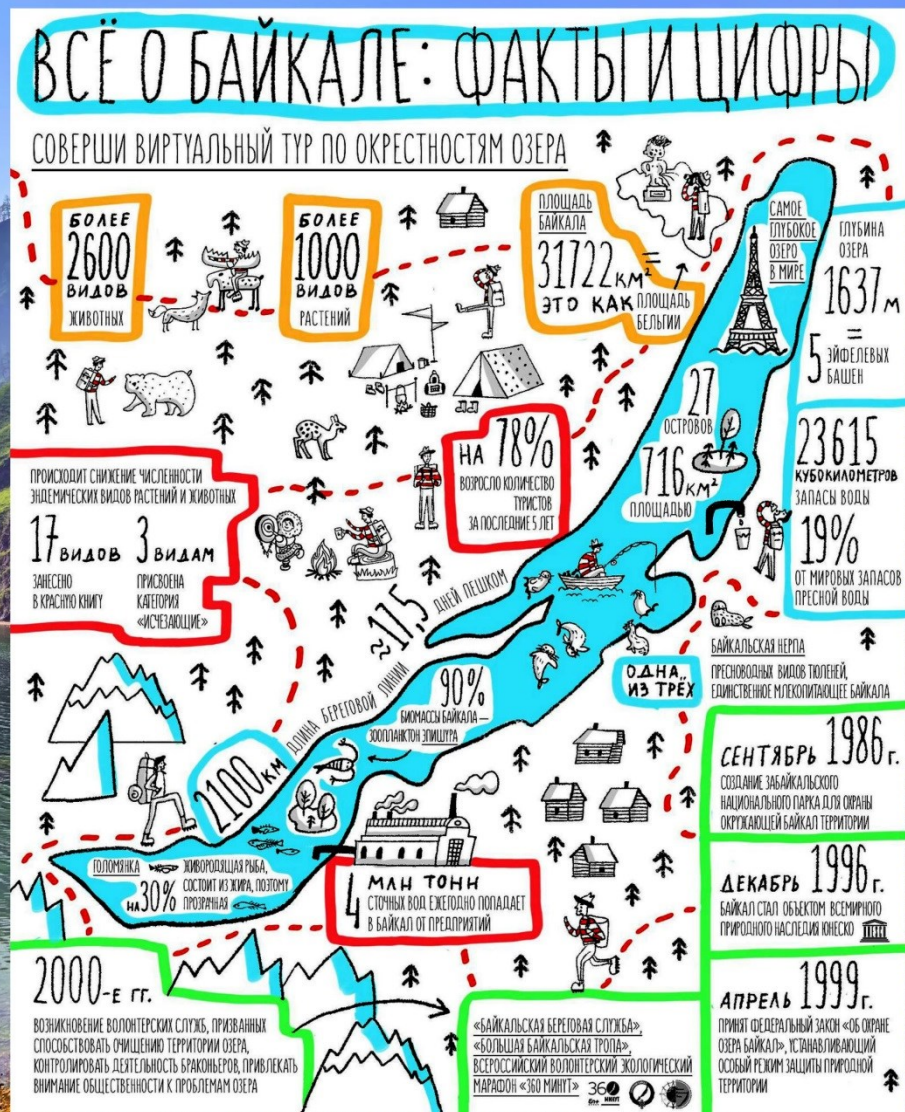 ВСЁ О БАЙКАЛЕ: ФАКТЫ И ЦИФРЫ
СОВЕРШИ ВИРТУАЛЬНЫЙ ТУР ПО ОКРЕСТНОСТЯМ ОЗЕРА
БОЛЕЕ
2600
ВИДОВ
ЖИВОТНЫХ
БОЛЕЕ
1000
ВИДОВ
РАСТЕНИЙ
ПЛОЩАДЬ
БАЙКАЛА
31722 КМ²
=
ЭТО КАК ПЛОЩАДЬ
БЕЛЬГИИ
САМОЕ
ГЛУБОКОЕ
ОЗЕРО
В МИРЕ
ГЛУБИНА
ОЗЕРА
1637 М
=
5 ЭЙФЕЛЕВЫХ
БАШЕН
27
ОСТРОВОВ
716 КМ²
ПЛОЩАДЬЮ
23615
КУБОКИЛОМЕТРОВ
ЗАПАСЫ ВОДЫ
19%
ОТ МИРОВЫХ ЗАПАСОВ
ПРЕСНОЙ ВОДЫ
НА 78%
ВОЗРОСЛО КОЛИЧЕСТВО
ТУРИСТОВ
ЗА ПОСЛЕДНИЕ 5 ЛЕТ
ПРОИСХОДИТ СНИЖЕНИЕ ЧИСЛЕННОСТИ
ЭНДЕМИЧЕСКИХ ВИДОВ РАСТЕНИЙ И ЖИВОТНЫХ
17 ВИДОВ
ЗАНЕСЕНО
В КРАСНУЮ КНИГУ
3 ВИДАМ
ПРИСВОЕНА
КАТЕГОРИЯ
«ИСЧЕЗАЮЩИЕ»
2100 КМ
ДЛИНА БЕРЕГОВОЙ ЛИНИИ
≈17,5 ДНЕЙ ПЕШКОМ
90%
БИОМАССЫ БАЙКАЛА —
ЗООПЛАНКТОН ЭПИШУРА
БАЙКАЛЬСКАЯ НЕРПА
ОДНА
ИЗ ТРЁХ
ПРЕСНОВОДНЫХ ВИДОВ ТЮЛЕНЕЙ,
ЕДИНСТВЕННОЕ МЛЕКОПИТАЮЩЕЕ БАЙКАЛА
ГОЛОМЯНКА
ЖИВОРОДЯЩАЯ РЫБА,
НА 30% СОСТОИТ ИЗ ЖИРА, ПОЭТОМУ
ПРОЗРАЧНАЯ
4 МЛН ТОНН
СТОЧНЫХ ВОД ЕЖЕГОДНО ПОПАДАЕТ
В БАЙКАЛ ОТ ПРЕДПРИЯТИЙ
СЕНТЯБРЬ 1986 г.
СОЗДАНИЕ ЗАБАЙКАЛЬСКОГО
НАЦИОНАЛЬНОГО ПАРКА ДЛЯ ОХРАНЫ
ОКРУЖАЮЩЕЙ БАЙКАЛ ТЕРРИТОРИИ
ДЕКАБРЬ 1996 г.
БАЙКАЛ СТАЛ ОБЪЕКТОМ ВСЕМИРНОГО
ПРИРОДНОГО НАСЛЕДИЯ ЮНЕСКО
АПРЕЛЬ 1999 г.
ПРИНЯТ ФЕДЕРАЛЬНЫЙ ЗАКОН «ОБ ОХРАНЕ
ОЗЕРА БАЙКАЛ», УСТАНАВЛИВАЮЩИЙ
ОСОБЫЙ РЕЖИМ ЗАЩИТЫ ПРИРОДНОЙ
ТЕРРИТОРИИ
2000-Е ГГ.
ВОЗНИКНОВЕНИЕ ВОЛОНТЕРСКИХ СЛУЖБ, ПРИЗВАННЫХ
СПОСОБСТВОВАТЬ ОЧИЩЕНИЮ ТЕРРИТОРИИ ОЗЕРА,
КОНТРОЛИРОВАТЬ ДЕЯТЕЛЬНОСТЬ БРАКОНЬЕРОВ, ПРИВЛЕКАТЬ
ВНИМАНИЕ ОБЩЕСТВЕННОСТИ К ПРОБЛЕМАМ ОЗЕРА
«БАЙКАЛЬСКАЯ БЕРЕГОВАЯ СЛУЖБА»,
«БОЛЬШАЯ БАЙКАЛЬСКАЯ ТРОПА»,
ВСЕРОССИЙСКИЙ ВОЛОНТЕРСКИЙ ЭКОЛОГИЧЕСКИЙ
МАРАФОН «360 МИНУТ»
360
МИНУТ